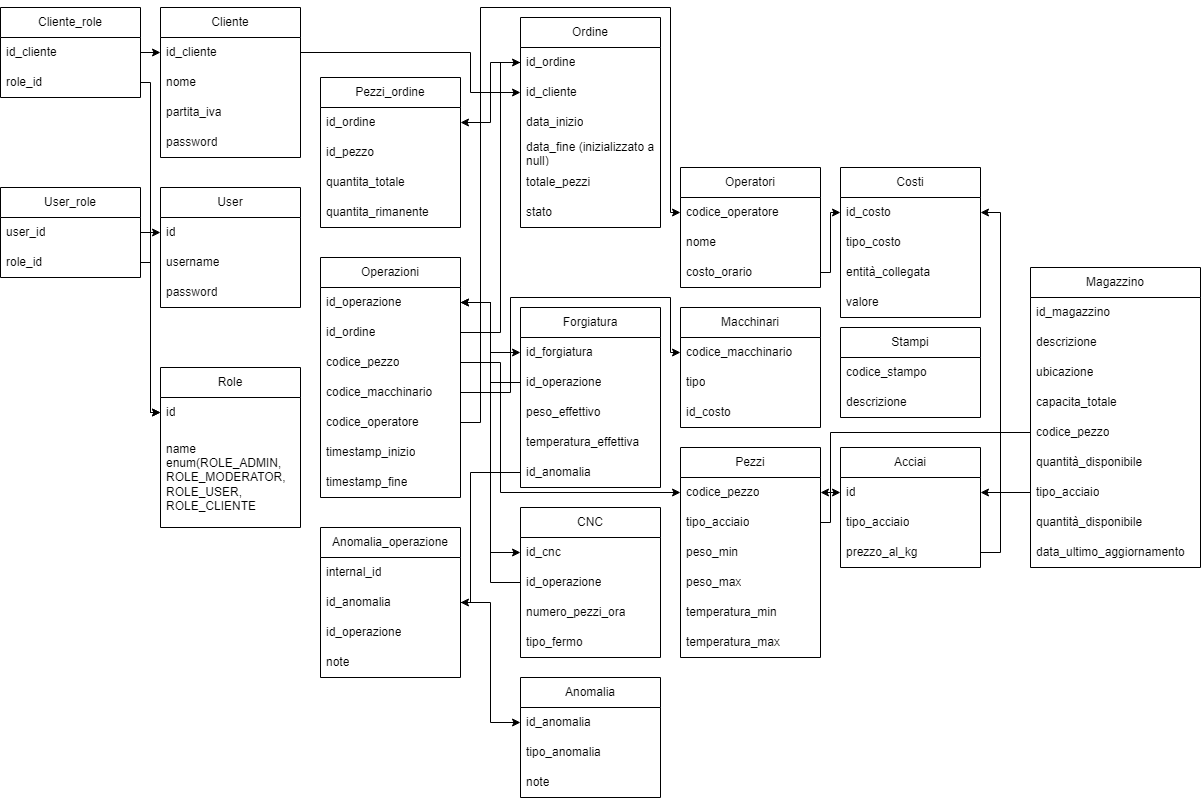 Cliente_role
id_cliente
role_id
Cliente
id_cliente
nome
partita_iva
password
User_role
user_id
role_id
User
id
username
password
Role
id
name
enum(ROLE_ADMIN,
ROLE_MODERATOR,
ROLE_USER,
ROLE_CLIENTE
Pezzi_ordine
id_ordine
id_pezzo
quantita_totale
quantita_rimanente
Operazioni
id_operazione
id_ordine
codice_pezzo
codice_macchinario
codice_operatore
timestamp_inizio
timestamp_fine
Anomalia_operazione
internal_id
id_anomalia
id_operazione
note
Ordine
id_ordine
id_cliente
data_inizio
data_fine (inizializzato a
null)
totale_pezzi
stato
Forgiatura
id_forgiatura
id_operazione
peso_effettivo
temperatura_effettiva
id_anomalia
CNC
id_cnc
id_operazione
numero_pezzi_ora
tipo_fermo
Anomalia
id_anomalia
tipo_anomalia
note
Operatori
codice_operatore
nome
costo_orario
Macchinari
codice_macchinario
tipo
id_costo
Pezzi
codice_pezzo
tipo_acciaio
peso_min
peso_max
temperatura_min
temperatura_max
Costi
id_costo
tipo_costo
entità_collegata
valore
Stampi
codice_stampo
descrizione
Acciai
id
tipo_acciaio
prezzo_al_kg
Magazzino
id_magazzino
descrizione
ubicazione
capacita_totale
codice_pezzo
quantità_disponibile
tipo_acciaio
quantità_disponibile
data_ultimo_aggiornamento